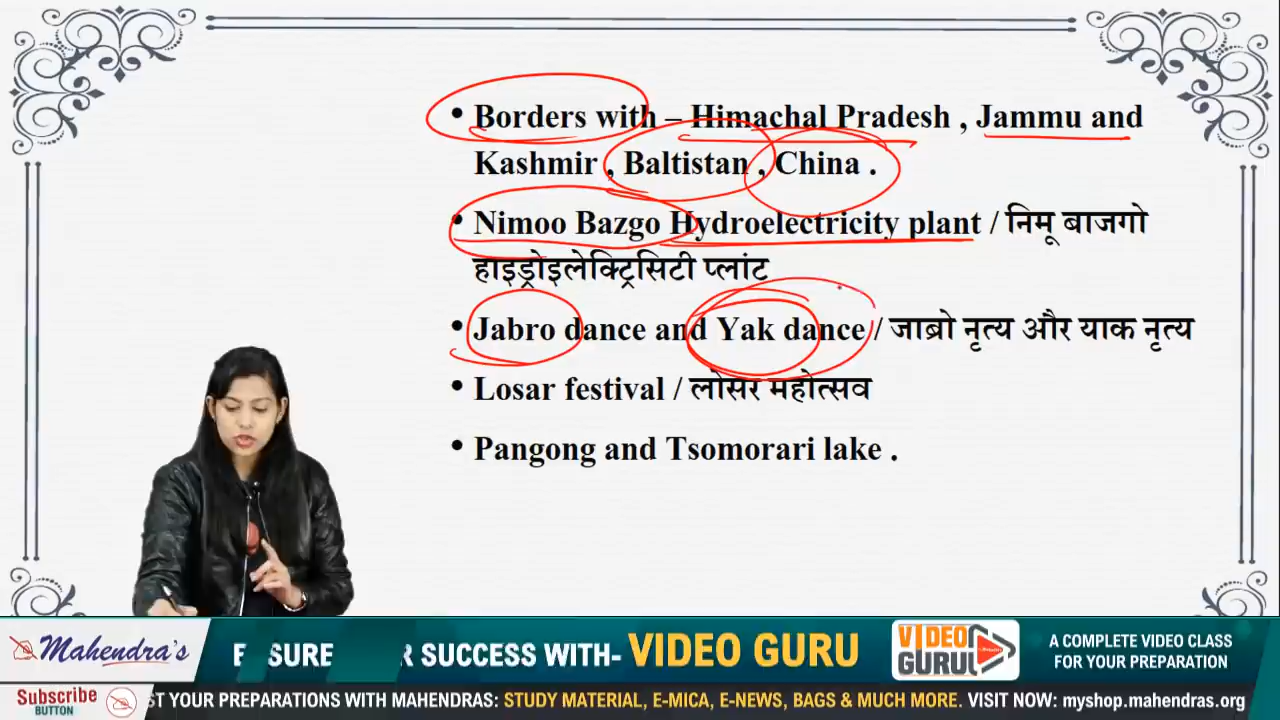 • Borders with – Himachal Pradesh , Jammu and
Kashmir , Baltistan , China .
• Nimoo Bazgo Hydroelectricity plant / निमू बाजगो
हाइड्रोइलेक्ट्रिसिटी प्लांट
• Jabro dance and Yak dance / जाब्रो नृत्य और याक नृत्य
• Losar festival / लोसर महोत्सव
• Pangong and Tsomorari lake .
Mahendra's
SUCCESS WITH- VIDEO GURU
VIDEO
GURU
A COMPLETE VIDEO CLASS
FOR YOUR PREPARATION
Subscribe
BUTTON
YOUR PREPARATIONS WITH MAHENDRAS: STUDY MATERIAL, E-MICA, E-NEWS, BAGS & MUCH MORE. VISIT NOW: myshop.mahendras.org